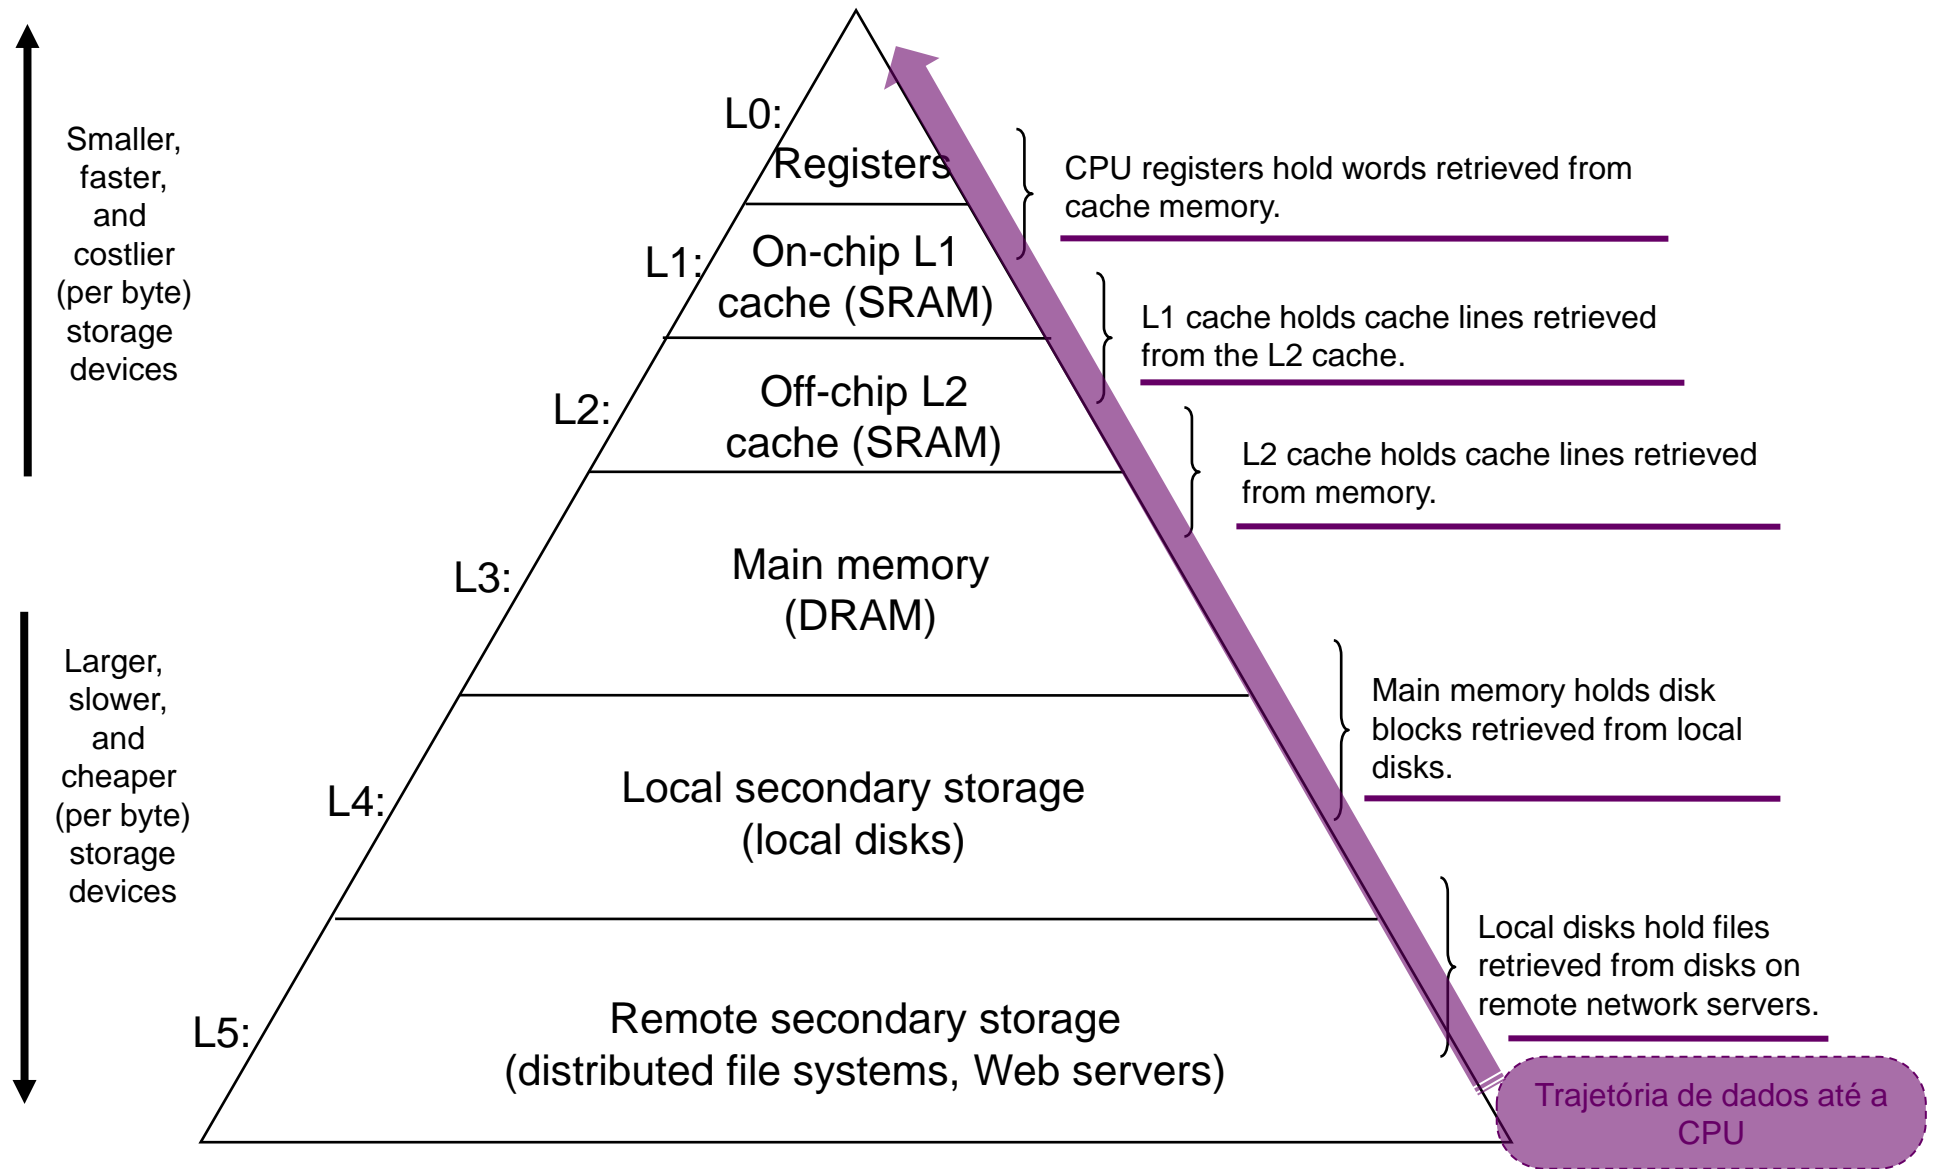 L0:
Registers
CPU registers hold words retrieved from
cache memory.
Smaller,
faster,
and
costlier
(per byte)
storage
devices
L1:
On-chip L1
cache (SRAM)
L1 cache holds cache lines retrieved
from the L2 cache.
L2:
Off-chip L2
cache (SRAM)
L2 cache holds cache lines retrieved
from memory.
L3:
Main memory
(DRAM)
Larger,
slower,
and
cheaper
(per byte)
storage
devices
Main memory holds disk
blocks retrieved from local
disks.
L4:
Local secondary storage
(local disks)
Local disks hold files
retrieved from disks on
remote network servers.
L5:
Remote secondary storage
(distributed file systems, Web servers)
Trajetória de dados até a
CPU